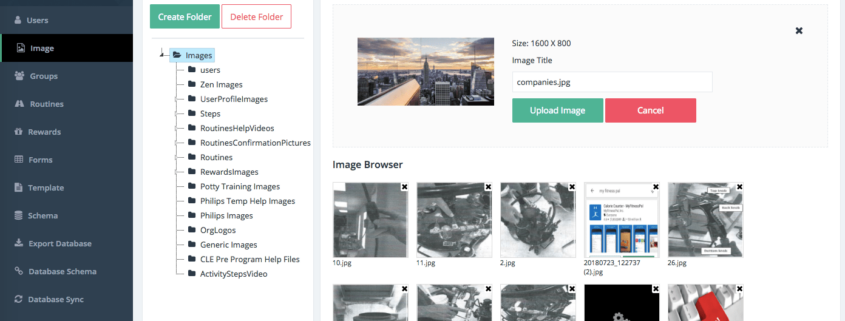 Users
Image
Groups
Routines
Rewards
Forms
Template
Schema
Export Database
Database Schema
Database Sync
Create Folder
Delete Folder
Images
users
Zen Images
UserProfileImages
Steps
RoutinesHelpVideos
RoutinesConfirmationPictures
Routines
RewardsImages
Potty Training Images
Philips Temp Help Images
Philips Images
OrgLogos
Generic Images
CLE Pre Program Help Files
ActivityStepsVideo
Size: 1600 X 800
Image Title
companies.jpg
Upload Image
Cancel
Image Browser
10.jpg
11.jpg
2.jpg
20180723_122737
(2).jpg
26.jpg